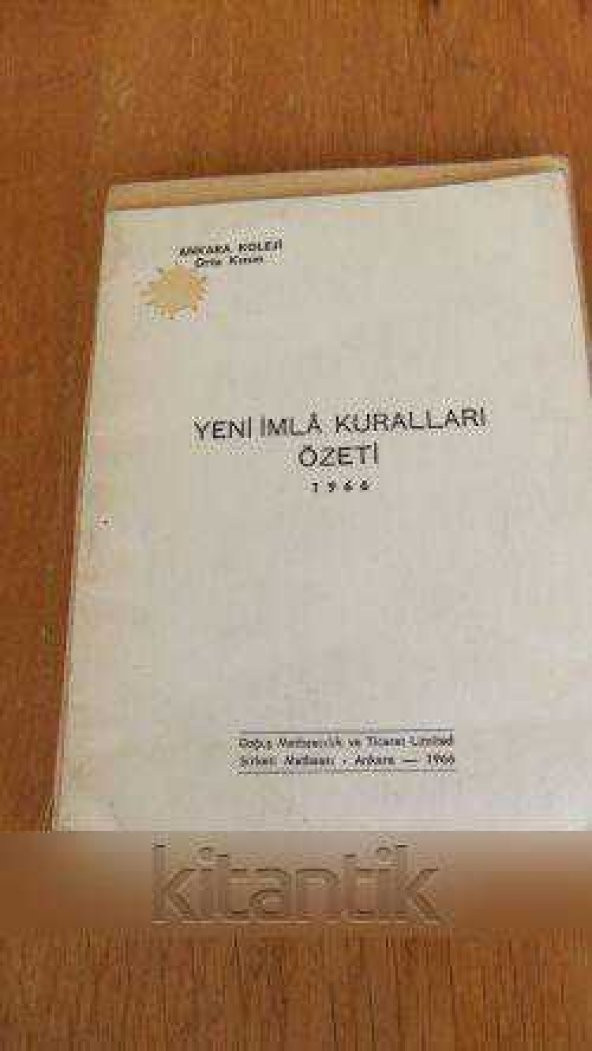 ANKARA KOLEJİ
Orta Kısım
YENİ İMLÂ KURALLARI
ÖZETİ
1966
Doğuş Matbaacılık ve Ticaret Limited
Şirketi Matbaası - Ankara — 1966
kitantik